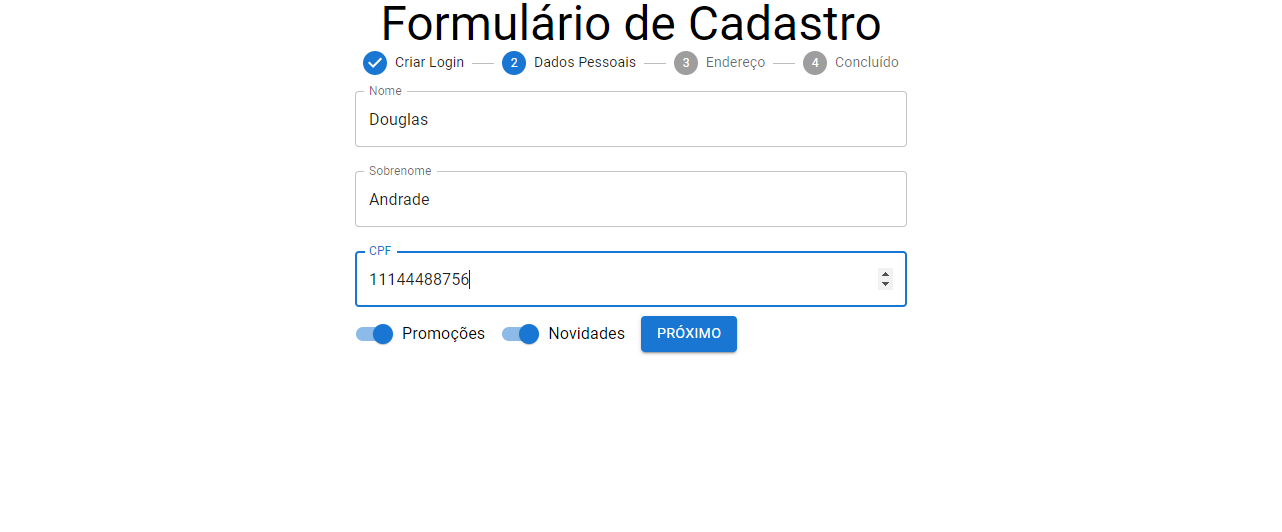 Formulário de Cadastro
Criar Login 2 Dados Pessoais 3 Endereço 4 Concluído
Nome
Douglas
Sobrenome
Andrade
CPF
11144488756
Promoções Novidades PRÓXIMO